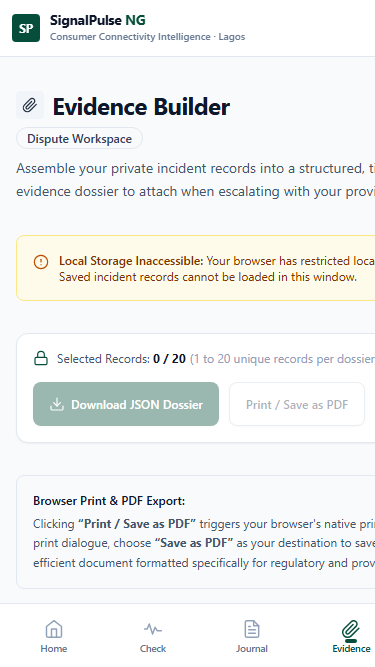 SP
SignalPulse NG
Consumer Connectivity Intelligence · Lagos
Evidence Builder
Dispute Workspace
Assemble your private incident records into a structured,
evidence dossier to attach when escalating with your
Local Storage Inaccessible: Your browser has restricted
Saved incident records cannot be loaded in this window.
Selected Records: 0 / 20 (1 to 20 unique records per dossier
Download JSON Dossier
Print / Save as PDF
Browser Print & PDF Export:
Clicking “Print / Save as PDF” triggers your browser's native
print dialogue, choose “Save as PDF” as your destination to save
efficient document formatted specifically for regulatory and
Home
Check
Journal
Evidence